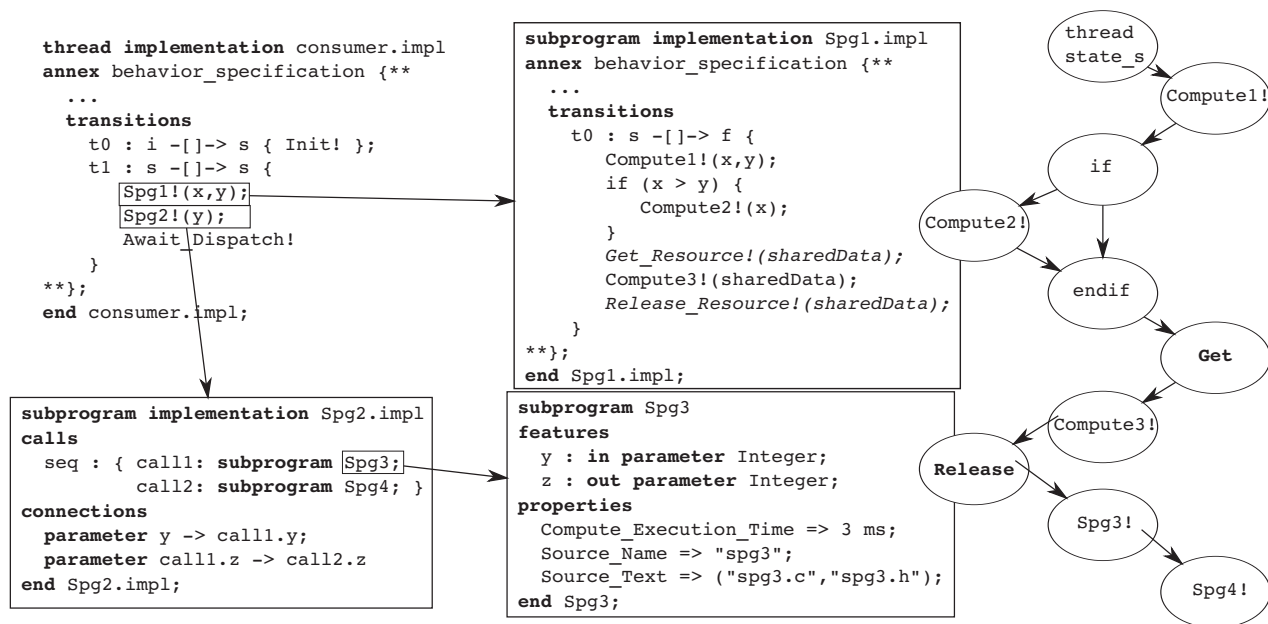 thread implementation consumer.impl
annex behavior_specification {**
...
transitions
t0 : i -[]-> s { Init! };
t1 : s -[]-> s {
Spg1!(x,y);
Spg2!(y);
Await_Dispatch!
}
**};
end consumer.impl;
subprogram implementation Spg1.impl
annex behavior_specification {**
...
transitions
t0 : s -[]-> f {
Compute1!(x,y);
if (x > y) {
Compute2!(x);
}
Get_Resource!(sharedData);
Compute3!(sharedData);
Release_Resource!(sharedData);
}
**};
end Spg1.impl;
subprogram implementation Spg2.impl
calls
seq : { call1: subprogram Spg3;
call2: subprogram Spg4; }
connections
parameter y -> call1.y;
parameter call1.z -> call2.z
end Spg2.impl;
subprogram Spg3
features
y : in parameter Integer;
z : out parameter Integer;
properties
Compute_Execution_Time => 3 ms;
Source_Name => "spg3";
Source_Text => ("spg3.c","spg3.h");
end Spg3;
thread
state_s
Compute1!
if
Compute2!
endif
Get
Compute3!
Release
Spg3!
Spg4!